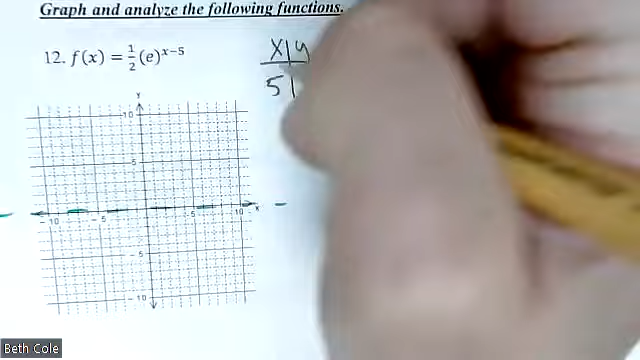 Graph and analyze the following functions.
12. f(x) = 1/2 (e)^{x-5}
x | y
5 |
Y
10
5
-10 -5 5 10 X
-5
-10
Beth Cole